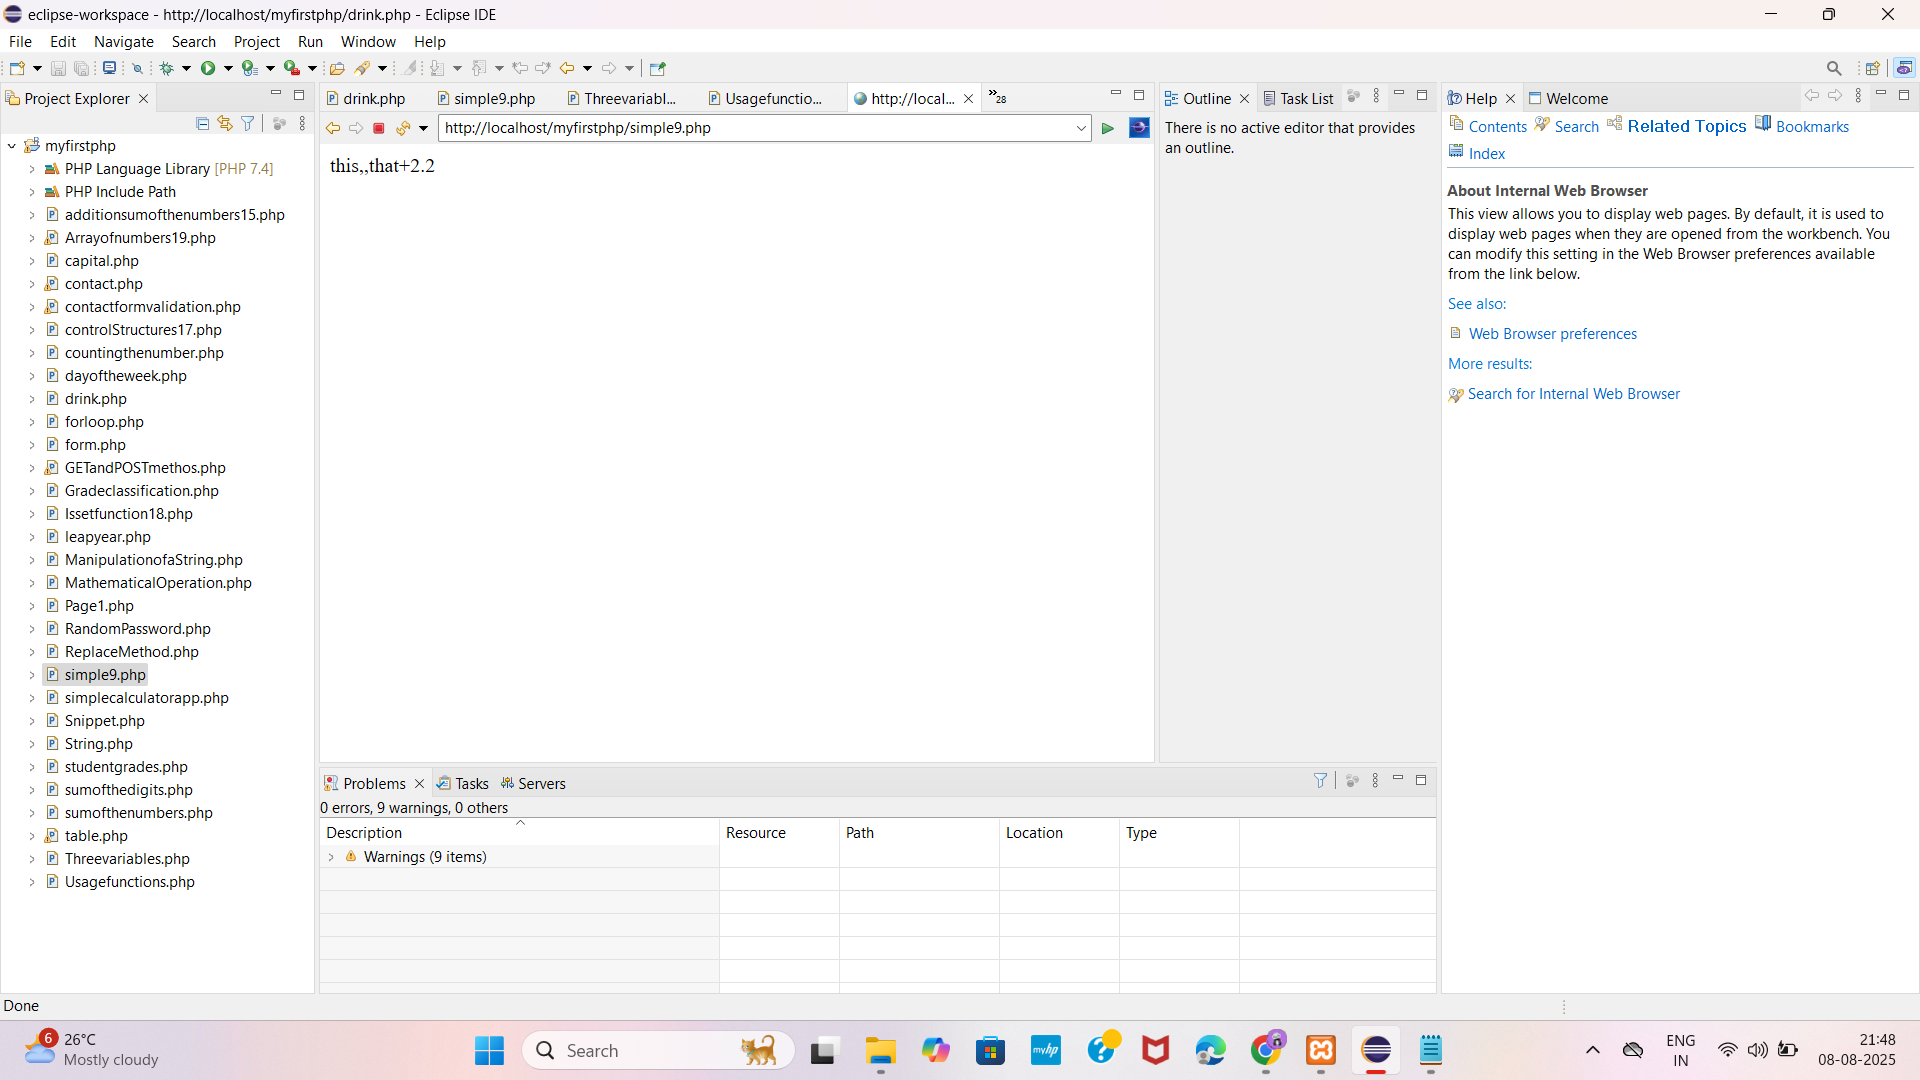 eclipse-workspace - http://localhost/myfirstphp/drink.php - Eclipse IDE
File Edit Navigate Search Project Run Window Help
Project Explorer
myfirstphp
PHP Language Library [PHP 7.4]
PHP Include Path
additionsumofthenumbers15.php
Arrayofnumbers19.php
capital.php
contact.php
contactformvalidation.php
controlStructures17.php
countingthenumber.php
dayoftheweek.php
drink.php
forloop.php
form.php
GETandPOSTmethos.php
Gradeclassification.php
Issetfunction18.php
leapyear.php
ManipulationofaString.php
MathematicalOperation.php
Page1.php
RandomPassword.php
ReplaceMethod.php
simple9.php
simplecalculatorapp.php
Snippet.php
String.php
studentgrades.php
sumofthedigits.php
sumofthenumbers.php
table.php
Threevariables.php
Usagefunctions.php
drink.php simple9.php Threevariabl... Usagefunctio... http://local... »28
http://localhost/myfirstphp/simple9.php
this,,that+2.2
Outline Task List
There is no active editor that provides
an outline.
Help Welcome
Contents Search Related Topics Bookmarks
Index
About Internal Web Browser
This view allows you to display web pages. By default, it is used to
display web pages when they are opened from the workbench. You
can modify this setting in the Web Browser preferences available
from the link below.
See also:
Web Browser preferences
More results:
Search for Internal Web Browser
Problems Tasks Servers
0 errors, 9 warnings, 0 others
Description Resource Path Location Type
Warnings (9 items)
Done
6
26°C
Mostly cloudy
Search
myhp
ENG
IN
21:48
08-08-2025